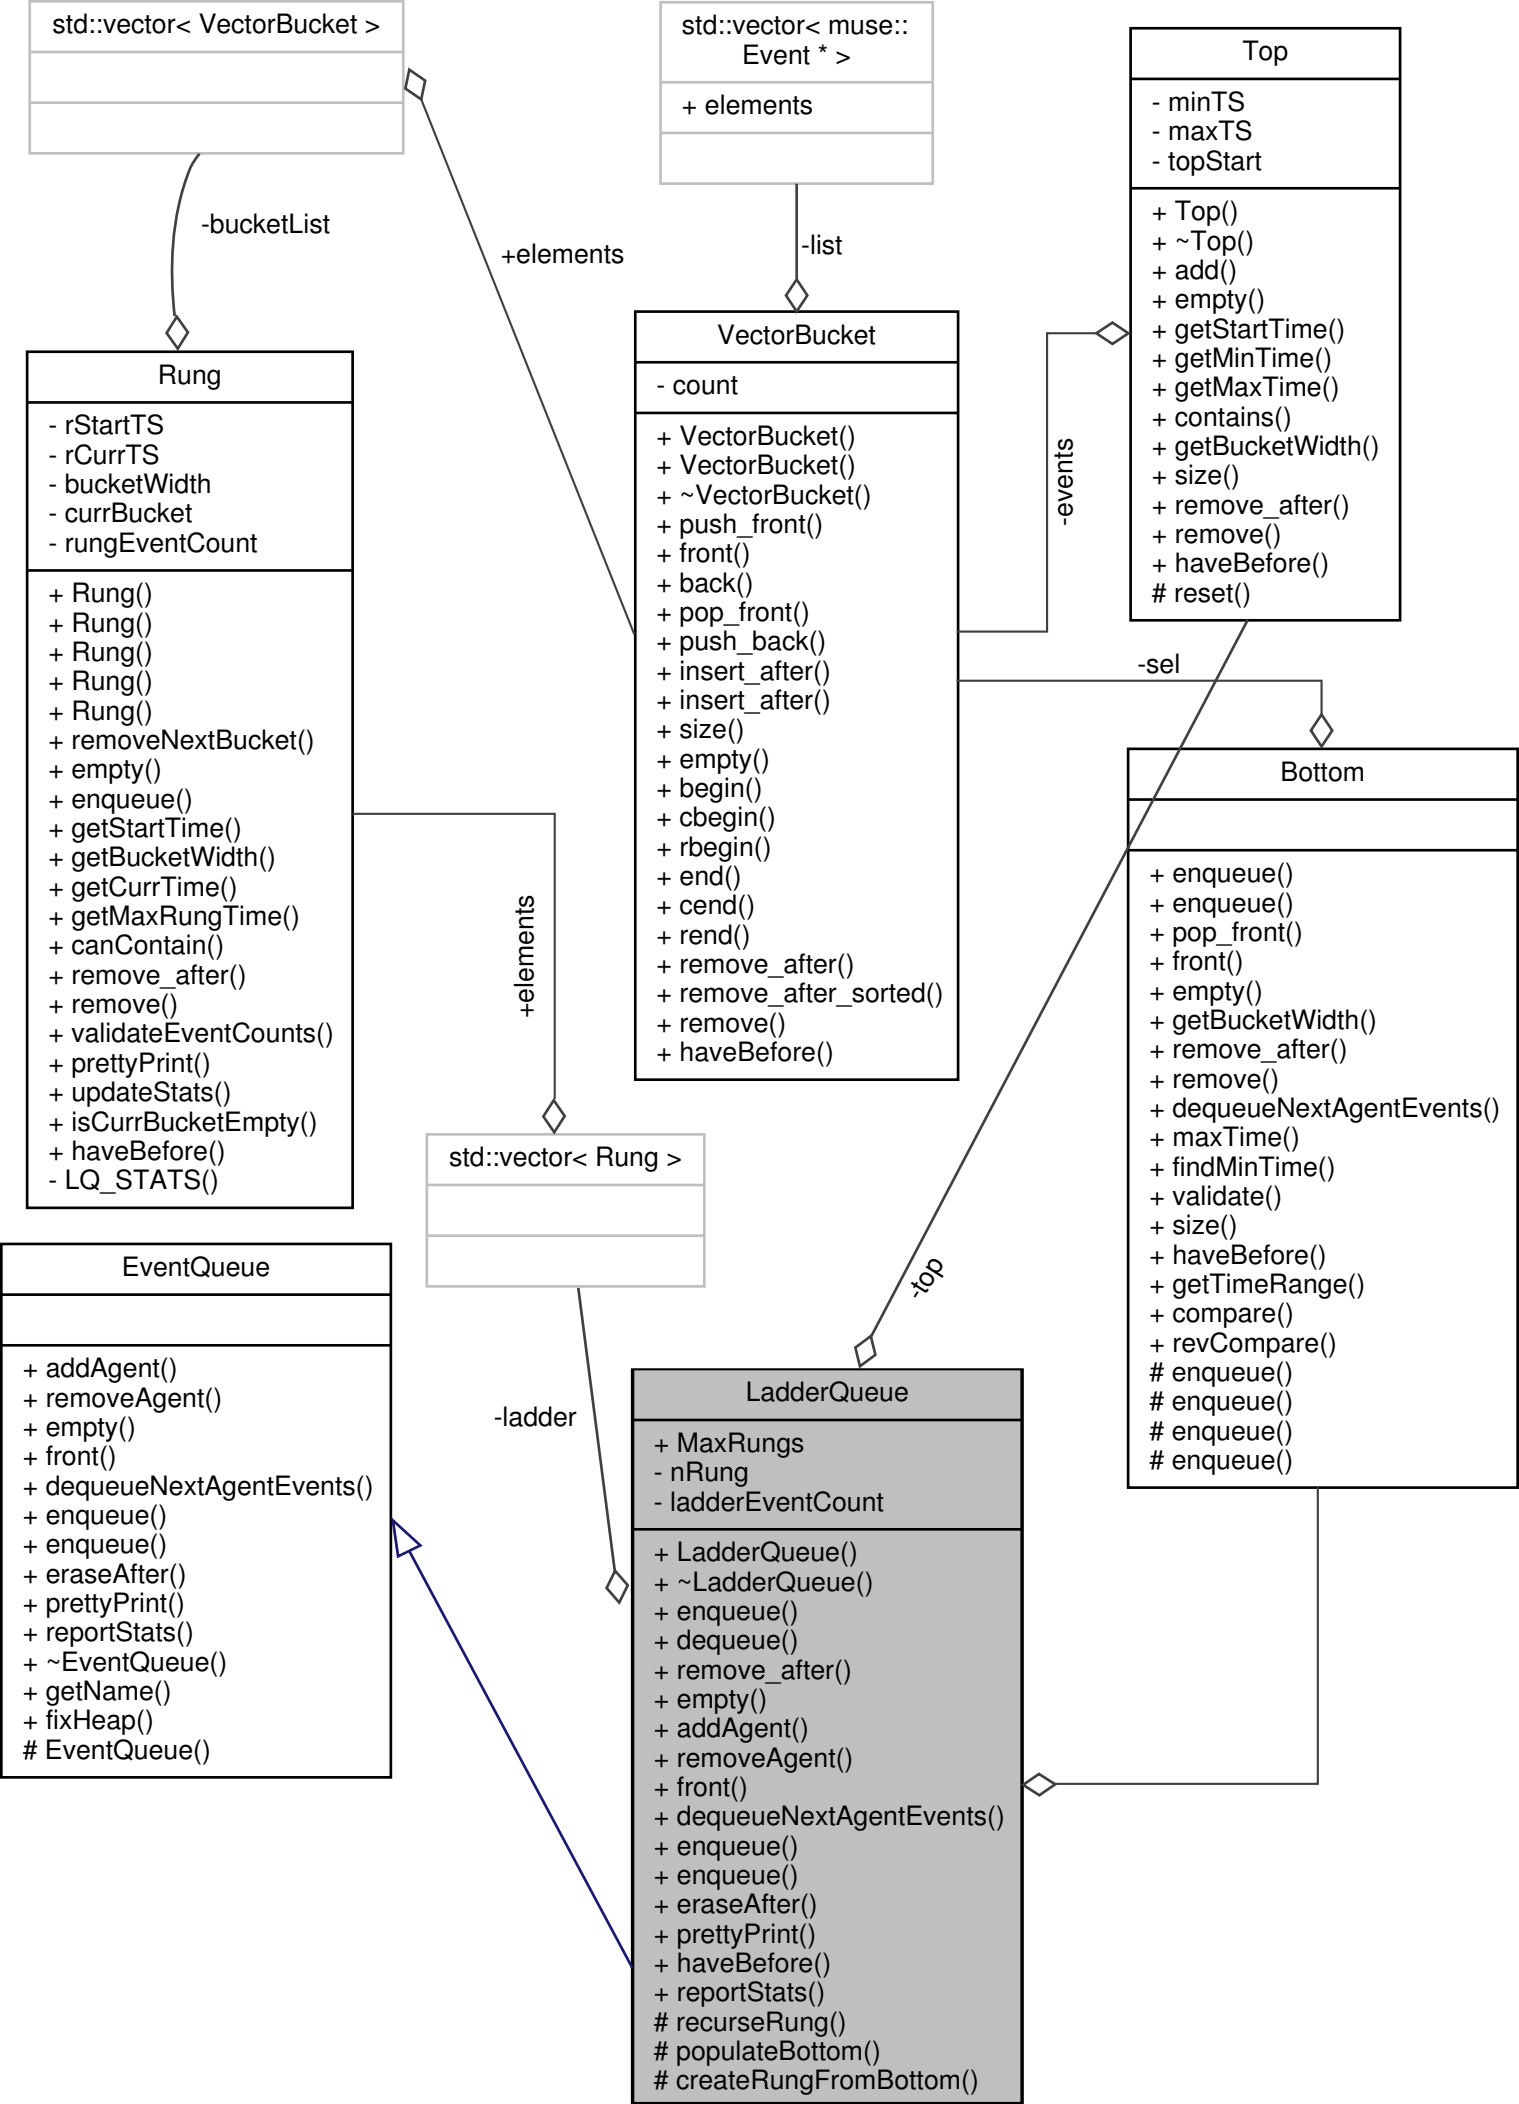 std::vector< VectorBucket >
std::vector< muse::
Event * >
+ elements
Top
- minTS
- maxTS
- topStart
+ Top()
+ ~Top()
+ add()
+ empty()
+ getStartTime()
+ getMinTime()
+ getMaxTime()
+ contains()
+ getBucketWidth()
+ size()
+ remove_after()
+ remove()
+ haveBefore()
# reset()
-bucketList
+elements
-list
-events
-sel
Rung
- rStartTS
- rCurrTS
- bucketWidth
- currBucket
- rungEventCount
+ Rung()
+ Rung()
+ Rung()
+ Rung()
+ Rung()
+ removeNextBucket()
+ empty()
+ enqueue()
+ getStartTime()
+ getBucketWidth()
+ getCurrTime()
+ getMaxRungTime()
+ canContain()
+ remove_after()
+ remove()
+ validateEventCounts()
+ prettyPrint()
+ updateStats()
+ isCurrBucketEmpty()
+ haveBefore()
- LQ_STATS()
VectorBucket
- count
+ VectorBucket()
+ VectorBucket()
+ ~VectorBucket()
+ push_front()
+ front()
+ back()
+ pop_front()
+ push_back()
+ insert_after()
+ insert_after()
+ size()
+ empty()
+ begin()
+ cbegin()
+ rbegin()
+ end()
+ cend()
+ rend()
+ remove_after()
+ remove_after_sorted()
+ remove()
+ haveBefore()
Bottom
+ enqueue()
+ enqueue()
+ pop_front()
+ front()
+ empty()
+ getBucketWidth()
+ remove_after()
+ remove()
+ dequeueNextAgentEvents()
+ maxTime()
+ findMinTime()
+ validate()
+ size()
+ haveBefore()
+ getTimeRange()
+ compare()
+ revCompare()
# enqueue()
# enqueue()
# enqueue()
# enqueue()
+elements
std::vector< Rung >
-top
-ladder
EventQueue
+ addAgent()
+ removeAgent()
+ empty()
+ front()
+ dequeueNextAgentEvents()
+ enqueue()
+ enqueue()
+ eraseAfter()
+ prettyPrint()
+ reportStats()
+ ~EventQueue()
+ getName()
+ fixHeap()
# EventQueue()
LadderQueue
+ MaxRungs
- nRung
- ladderEventCount
+ LadderQueue()
+ ~LadderQueue()
+ enqueue()
+ dequeue()
+ remove_after()
+ empty()
+ addAgent()
+ removeAgent()
+ front()
+ dequeueNextAgentEvents()
+ enqueue()
+ enqueue()
+ eraseAfter()
+ prettyPrint()
+ haveBefore()
+ reportStats()
# recurseRung()
# populateBottom()
# createRungFromBottom()